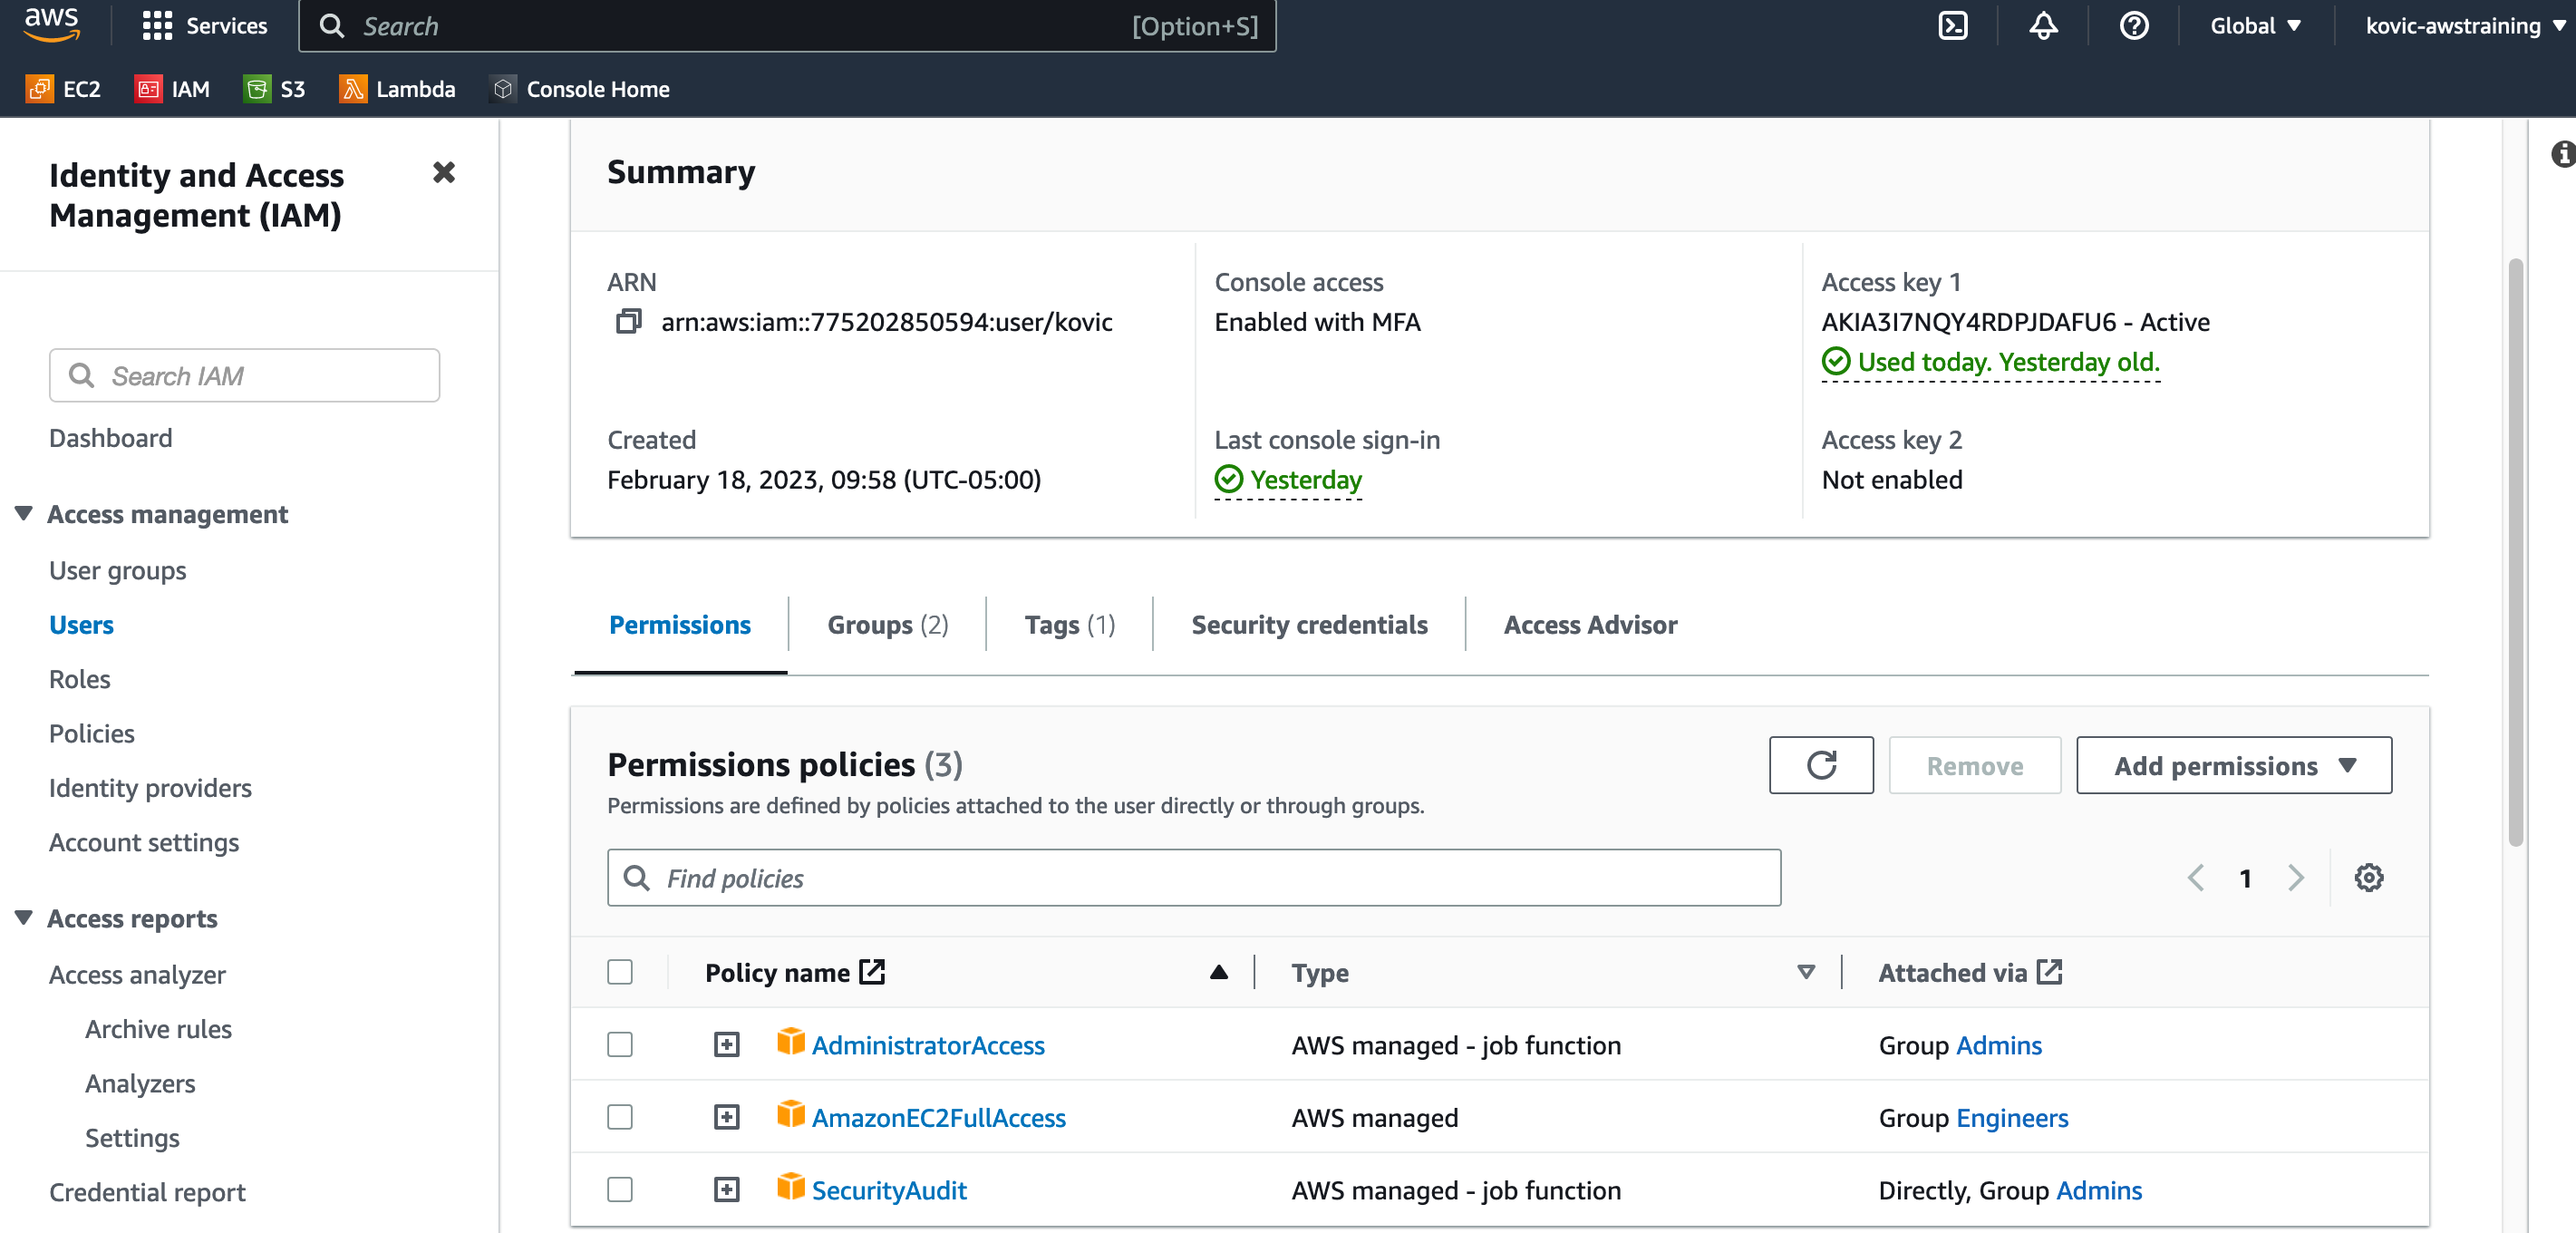 aws
Services
Search
[Option+S]
Global
kovic-awstraining
EC2
IAM
S3
Lambda
Console Home
Identity and Access
Management (IAM)
Search IAM
Dashboard
Access management
User groups
Users
Roles
Policies
Identity providers
Account settings
Access reports
Access analyzer
Archive rules
Analyzers
Settings
Credential report
Summary
ARN
arn:aws:iam::775202850594:user/kovic
Console access
Enabled with MFA
Access key 1
AKIA3I7NQY4RDPJDAFU6 - Active
Used today. Yesterday old.
Created
February 18, 2023, 09:58 (UTC-05:00)
Last console sign-in
Yesterday
Access key 2
Not enabled
Permissions
Groups (2)
Tags (1)
Security credentials
Access Advisor
Permissions policies (3)
Permissions are defined by policies attached to the user directly or through groups.
Remove
Add permissions
Find policies
1
Policy name
Type
Attached via
AdministratorAccess
AWS managed - job function
Group Admins
AmazonEC2FullAccess
AWS managed
Group Engineers
SecurityAudit
AWS managed - job function
Directly, Group Admins